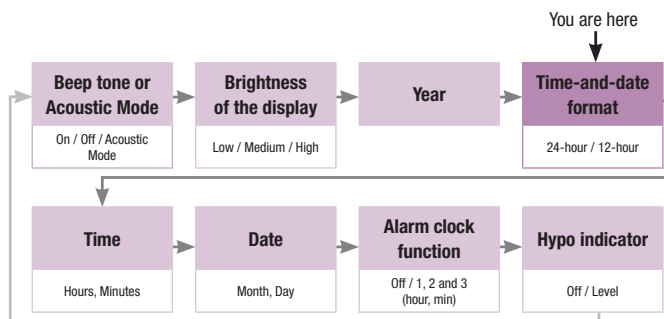 You are here
Beep tone or
Acoustic Mode
On / Off / Acoustic
Mode
Brightness
of the display
Low / Medium / High
Year
Time-and-date
format
24-hour / 12-hour
Time
Hours, Minutes
Date
Month, Day
Alarm clock
function
Off / 1, 2 and 3
(hour, min)
Hypo indicator
Off / Level